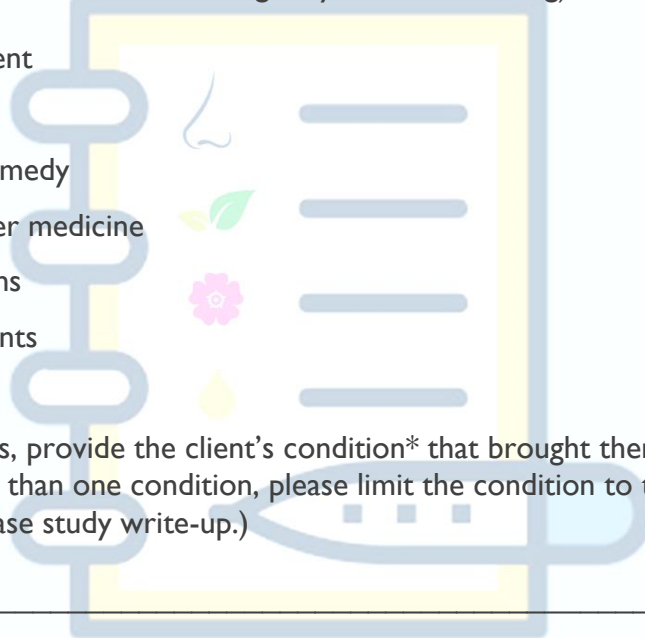 ent
medy
er medicine
ns
nts
s, provide the client's condition* that brought ther
than one condition, please limit the condition to t
ase study write-up.)